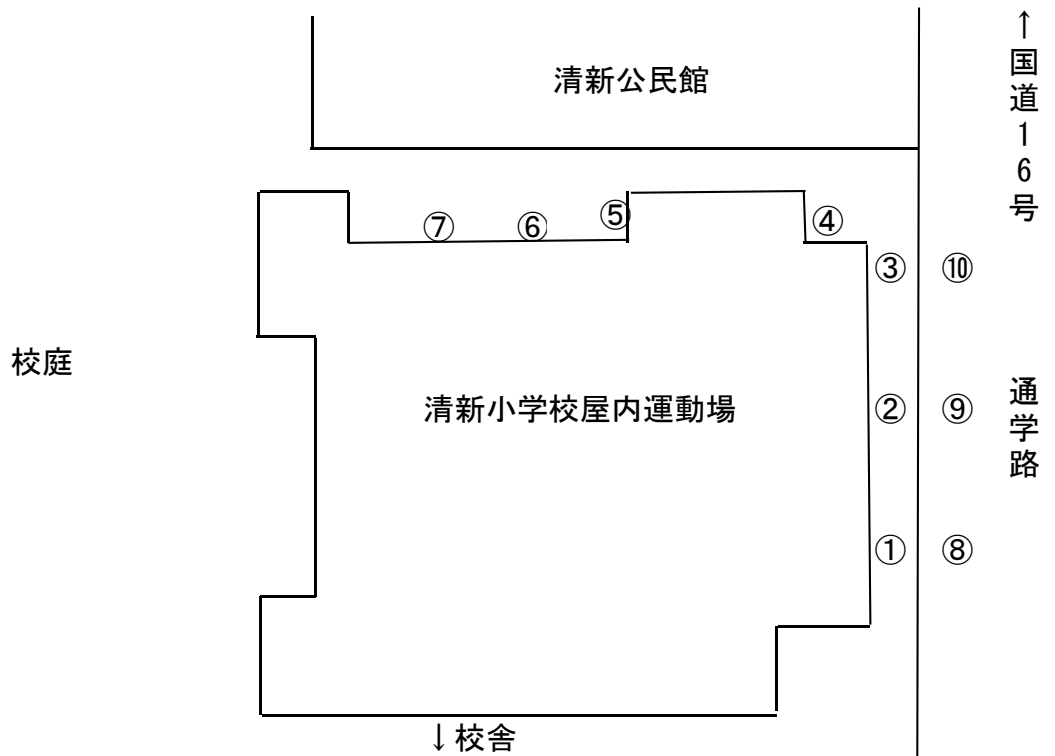 清新公民館
↑国道16号
⑦
⑥
⑤
④
③
⑩
校庭
清新小学校屋内運動場
②
⑨
通学路
①
⑧
↓校舎